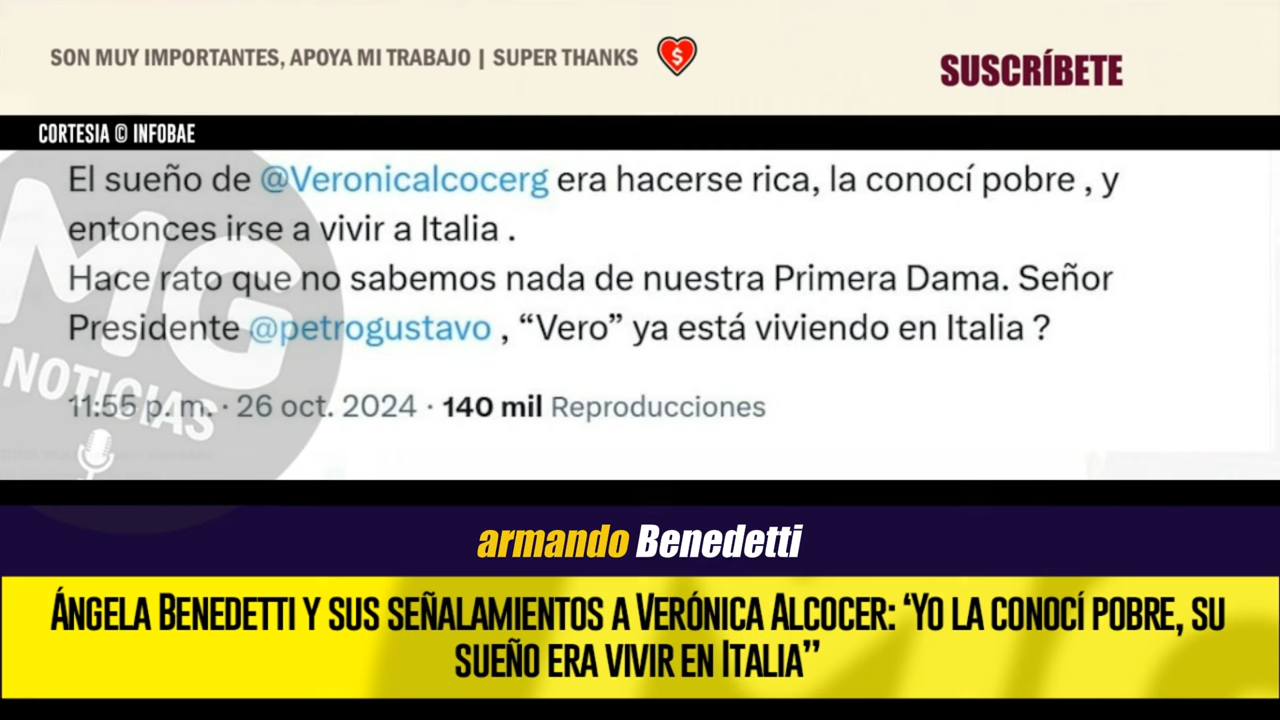 SON MUY IMPORTANTES, APOYA MI TRABAJO | SUPER THANKS
SUSCRÍBETE
CORTESIA © INFOBAE
El sueño de @Veronicalcocerg era hacerse rica, la conocí pobre , y
entonces irse a vivir a Italia .
Hace rato que no sabemos nada de nuestra Primera Dama. Señor
Presidente @petrogustavo , “Vero” ya está viviendo en Italia ?
11:55 p. m. · 26 oct. 2024 · 140 mil Reproducciones
MG
NOTICIAS
armando Benedetti
ÁNGELA BENEDETTI Y SUS SEÑALAMIENTOS A VERÓNICA ALCOCER: ‘YO LA CONOCÍ POBRE, SU
SUEÑO ERA VIVIR EN ITALIA”